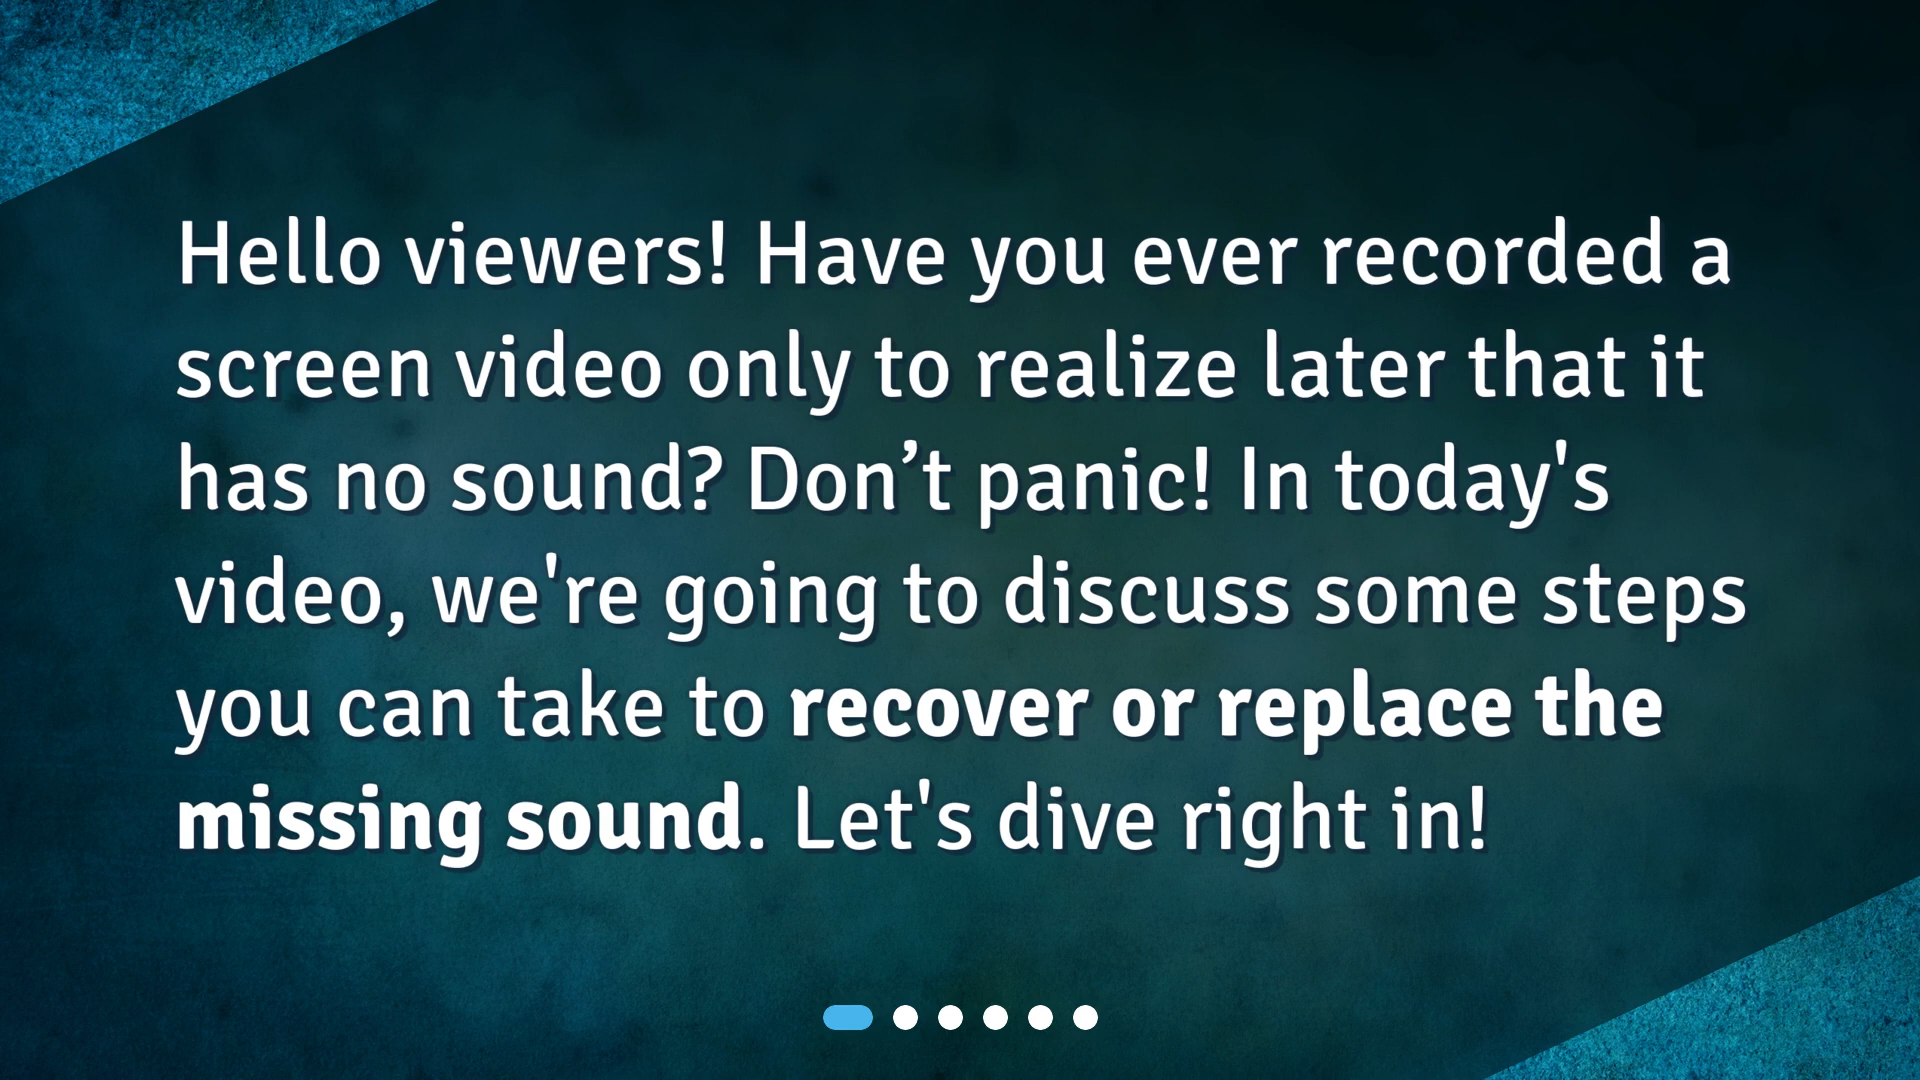 Hello viewers! Have you ever recorded a
screen video only to realize later that it
has no sound? Don’t panic! In today's
video, we're going to discuss some steps
you can take to recover or replace the
missing sound. Let's dive right in!